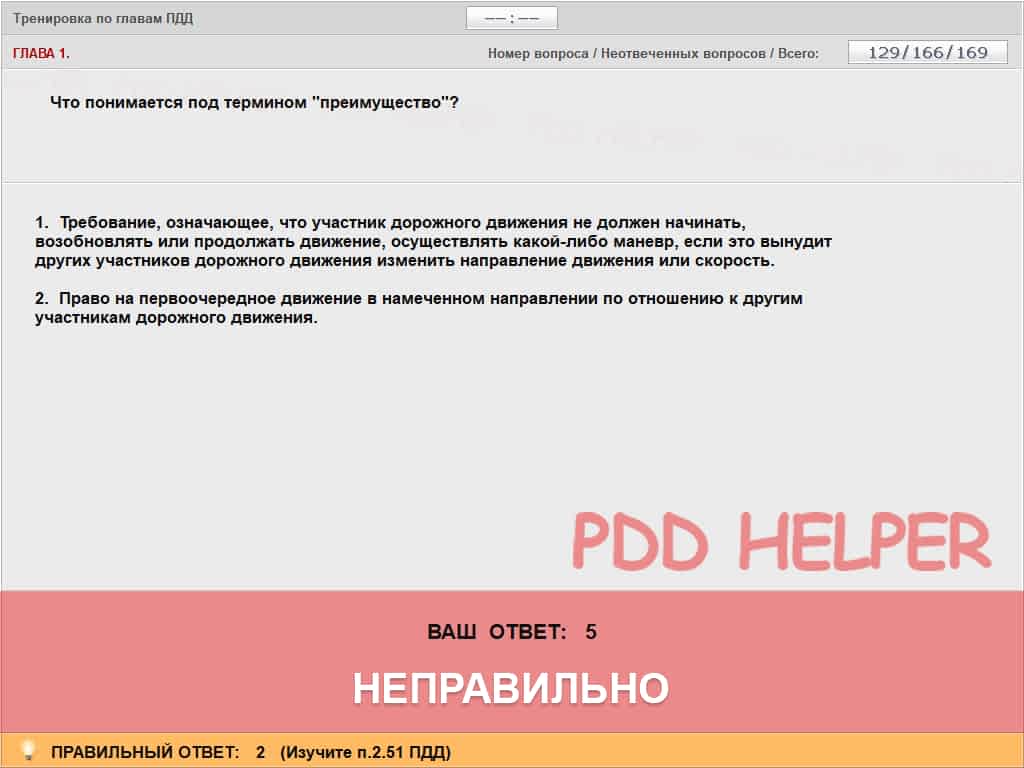 Тренировка по главам ПДД
—— : ——
ГЛАВА 1.
Номер вопроса / Неотвеченных вопросов / Всего:
129/166/169
Что понимается под термином "преимущество"?
1. Требование, означающее, что участник дорожного движения не должен начинать,
возобновлять или продолжать движение, осуществлять какой-либо маневр, если это вынудит
других участников дорожного движения изменить направление движения или скорость.
2. Право на первоочередное движение в намеченном направлении по отношению к другим
участникам дорожного движения.
PDD HELPER
ВАШ ОТВЕТ: 5
НЕПРАВИЛЬНО
ПРАВИЛЬНЫЙ ОТВЕТ: 2 (Изучите п.2.51 ПДД)